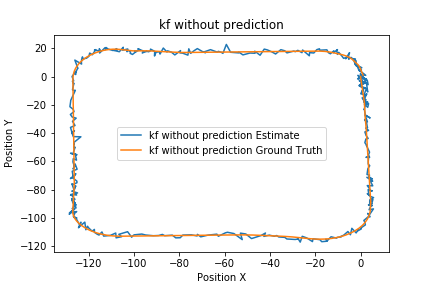 kf without prediction
20
0
−20
−40
−60
−80
−100
−120
Position Y
kf without prediction Estimate
kf without prediction Ground Truth
−120 −100 −80 −60 −40 −20 0
Position X